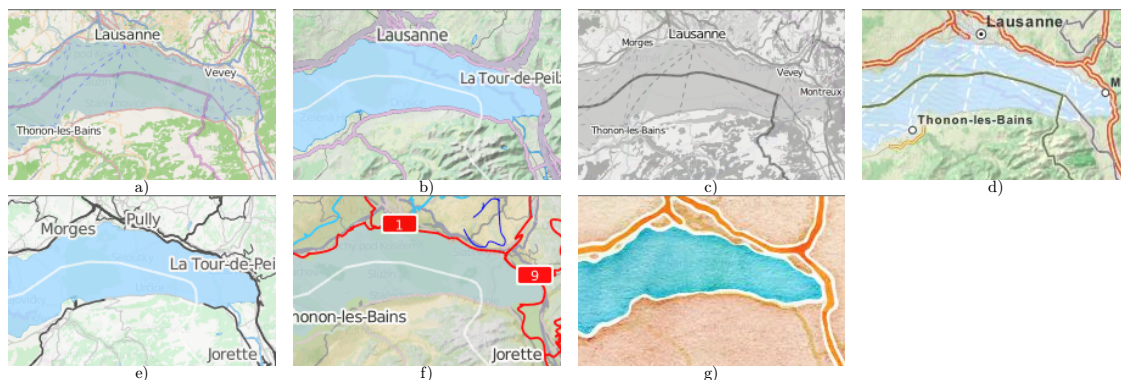 Lausanne
Vevey
Thonon-les-Bains
a)
Lausanne
La Tour-de-Peilz
b)
Morges
Lausanne
Vevey
Montreux
Thonon-les-Bains
c)
Lausanne
M
Thonon-les-Bains
d)
Morges
Pully
La Tour-de-Pei
Jorette
e)
1
9
honon-les-Bains
Jorette
f)
g)